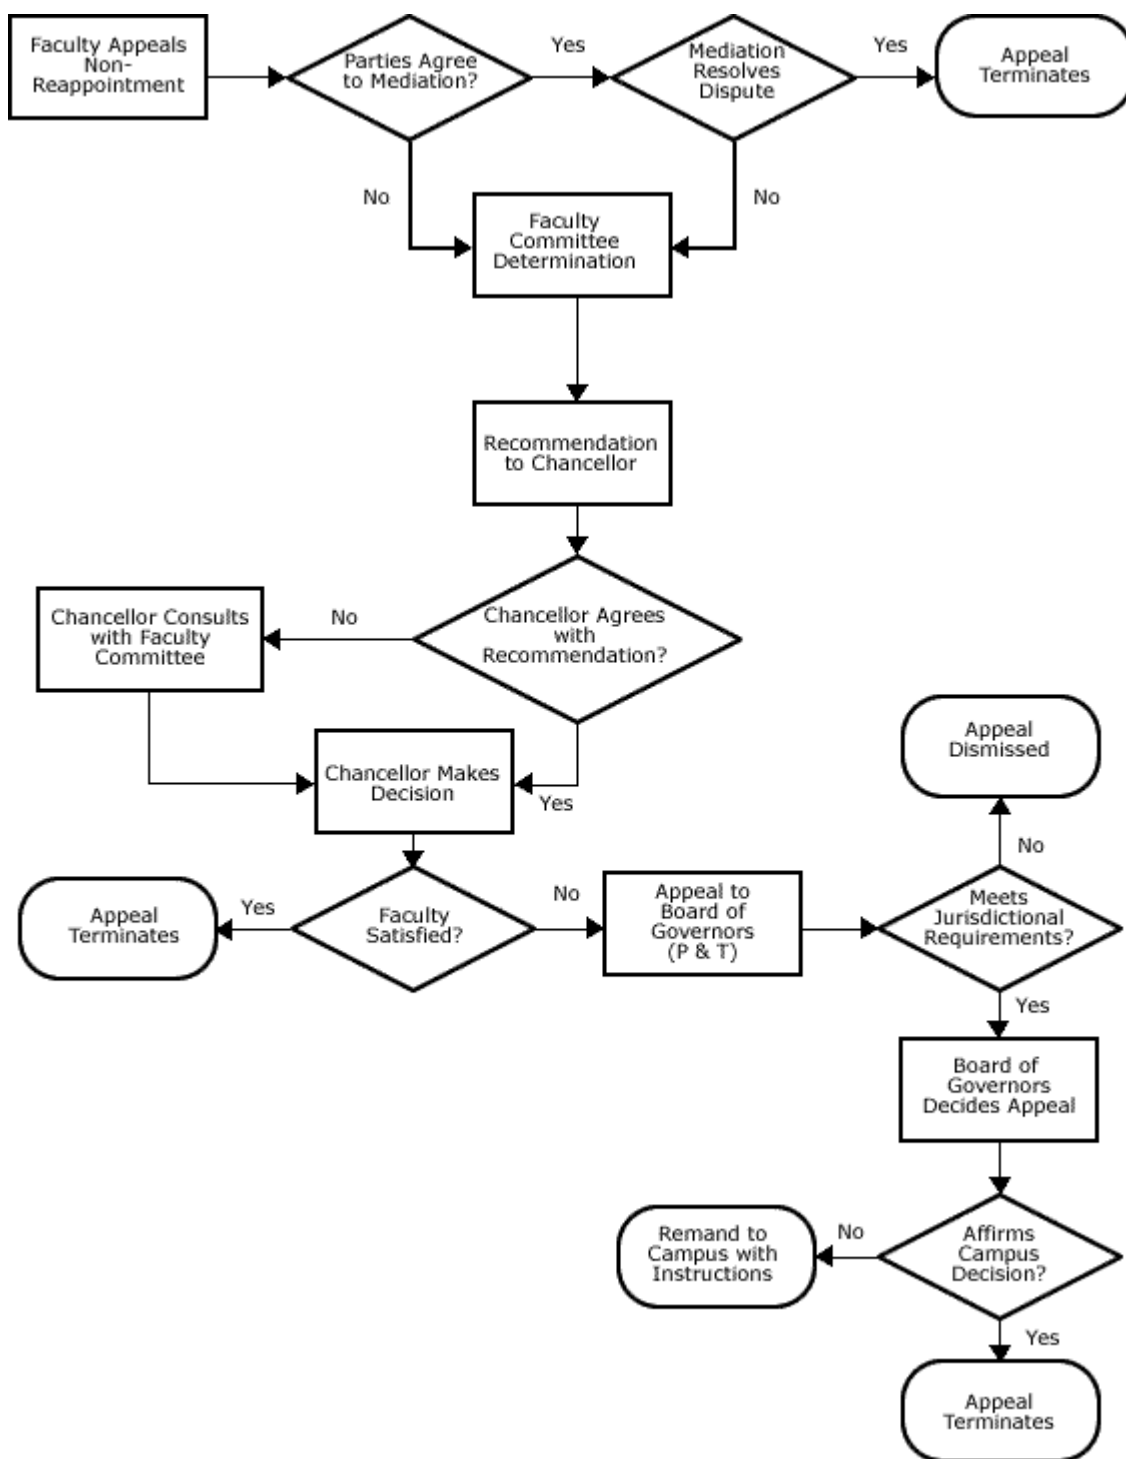 Faculty Appeals
Non-
Reappointment
Parties Agree
to Mediation?
Yes
Mediation
Resolves
Dispute
Yes
Appeal
Terminates
No
No
Faculty
Committee
Determination
Recommendation
to Chancellor
Chancellor Agrees
with
Recommendation?
No
Chancellor Consults
with Faculty
Committee
Chancellor Makes
Decision
Yes
Appeal
Dismissed
No
Appeal
Terminates
Yes
Faculty
Satisfied?
No
Appeal to
Board of
Governors
(P & T)
Meets
Jurisdictional
Requirements?
Yes
Board of
Governors
Decides Appeal
Remand to
Campus with
Instructions
No
Affirms
Campus
Decision?
Yes
Appeal
Terminates